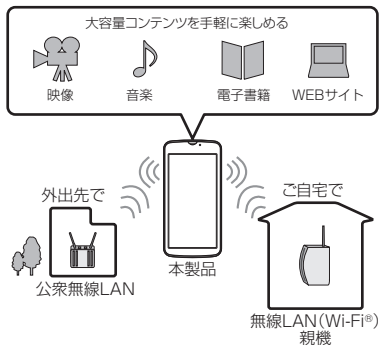 大容量コンテンツを手軽に楽しめる
映像
音楽
電子書籍
WEBサイト
外出先で
ご自宅で
本製品
公衆無線LAN
無線LAN(Wi-Fi®)
親機